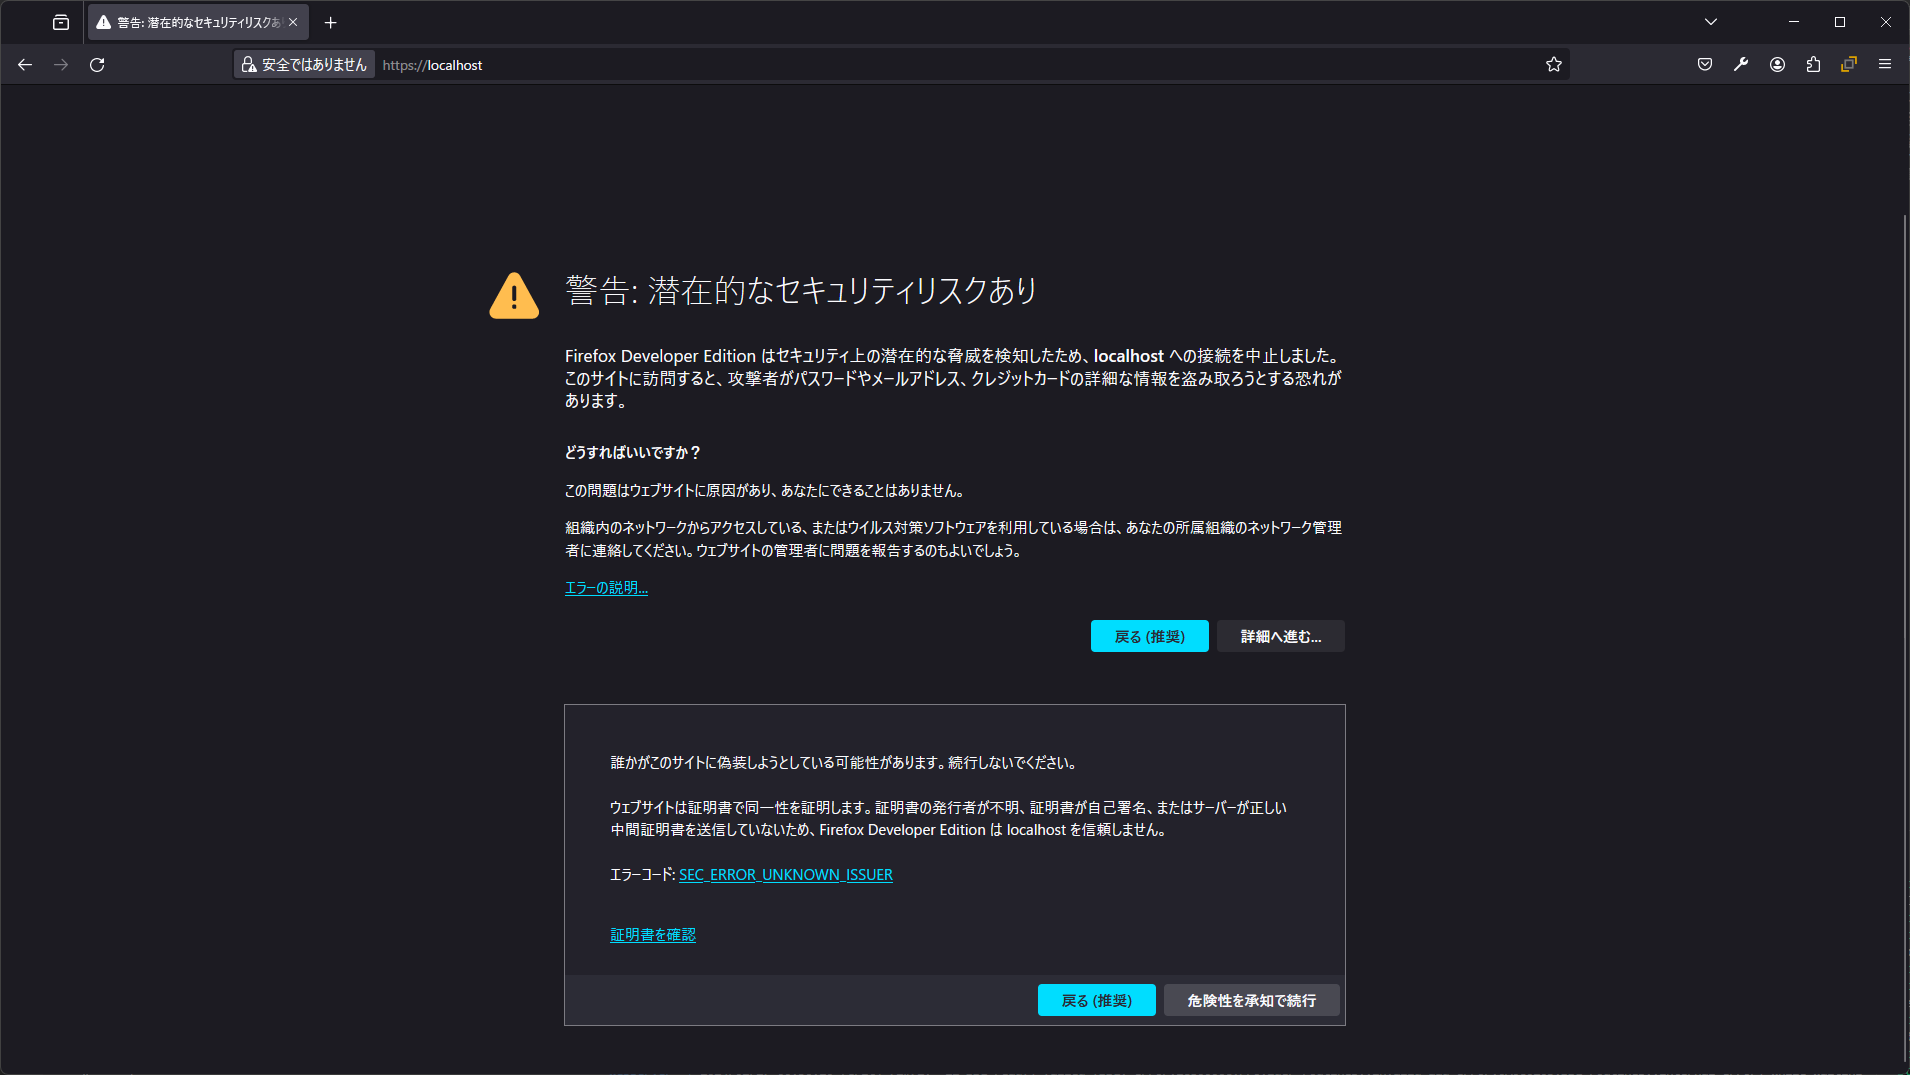 警告: 潜在的なセキュリティリスクあ
安全ではありません
https://localhost
警告: 潜在的なセキュリティリスクあり
Firefox Developer Edition はセキュリティ上の潜在的な脅威を検知したため、localhost への接続を中止しました。
このサイトに訪問すると、攻撃者がパスワードやメールアドレス、クレジットカードの詳細な情報を盗み取ろうとする恐れが
あります。
どうすればいいですか？
この問題はウェブサイトに原因があり、あなたにできることはありません。
組織内のネットワークからアクセスしている、またはウイルス対策ソフトウェアを利用している場合は、あなたの所属組織のネットワーク管理
者に連絡してください。ウェブサイトの管理者に問題を報告するのもよいでしょう。
エラーの説明...
戻る (推奨)
詳細へ進む...
誰かがこのサイトに偽装しようとしている可能性があります。続行しないでください。
ウェブサイトは証明書で同一性を証明します。証明書の発行者が不明、証明書が自己署名、またはサーバーが正しい
中間証明書を送信していないため、Firefox Developer Edition は localhost を信頼しません。
エラーコード: SEC_ERROR_UNKNOWN_ISSUER
証明書を確認
戻る (推奨)
危険性を承知で続行